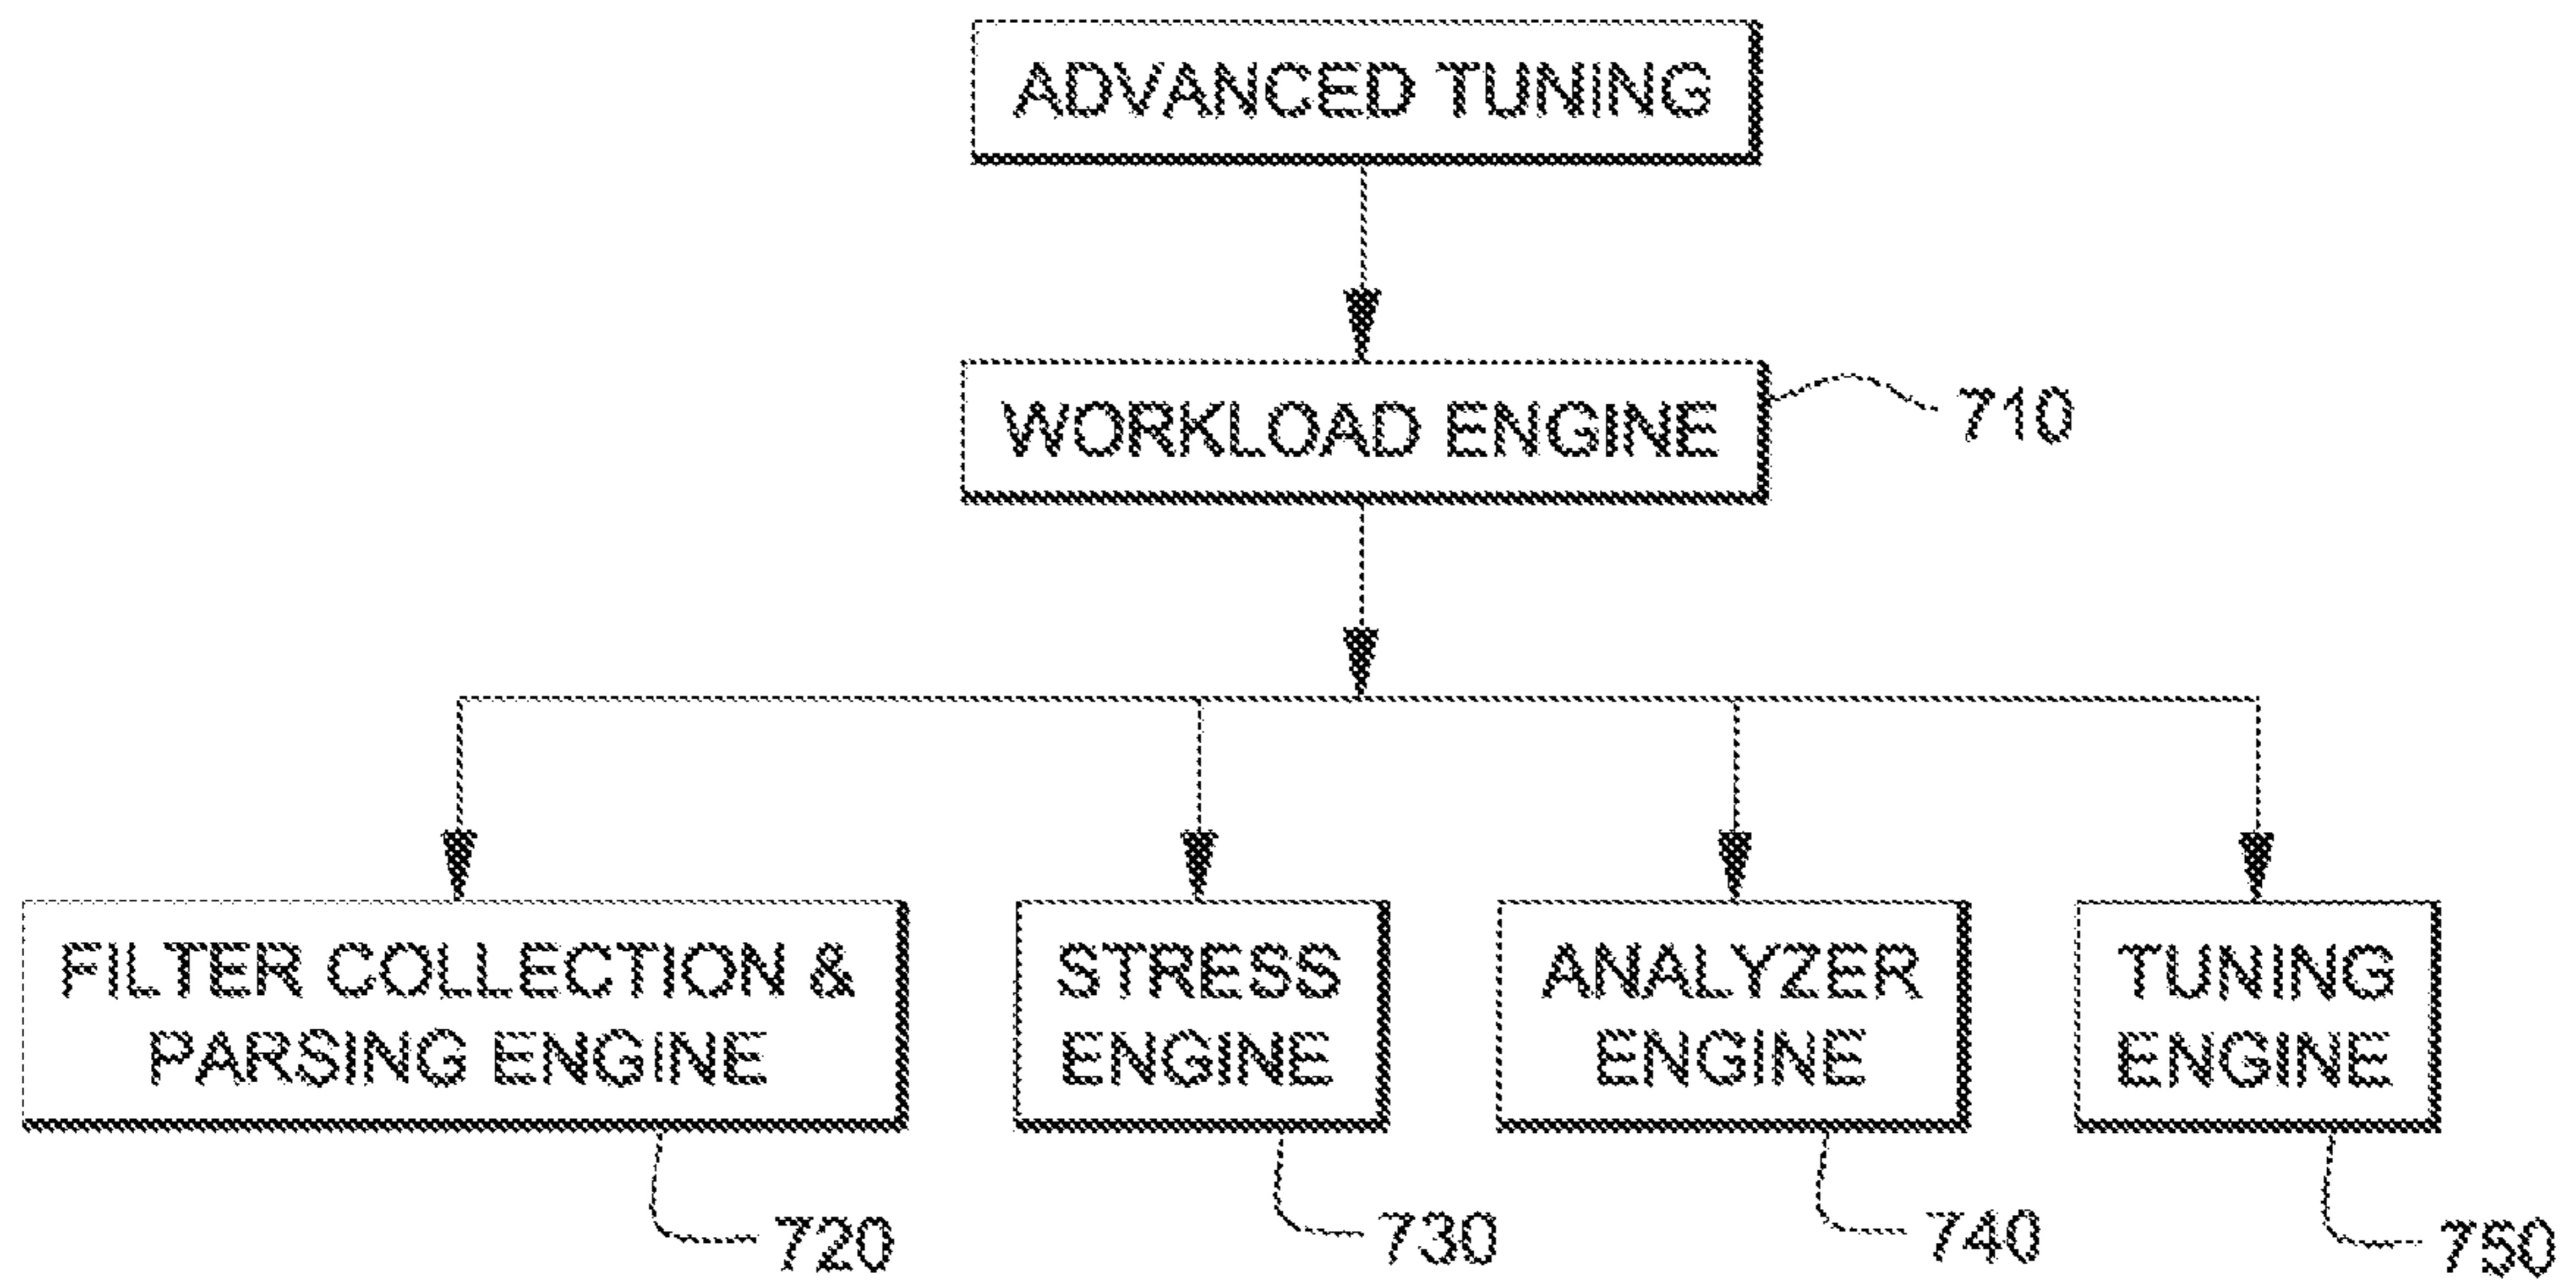 ADVANCED TUNING
WORKLOAD ENGINE
710
FILTER COLLECTION &
PARSING ENGINE
STRESS
ENGINE
ANALYZER
ENGINE
TUNING
ENGINE
720
730
740
750